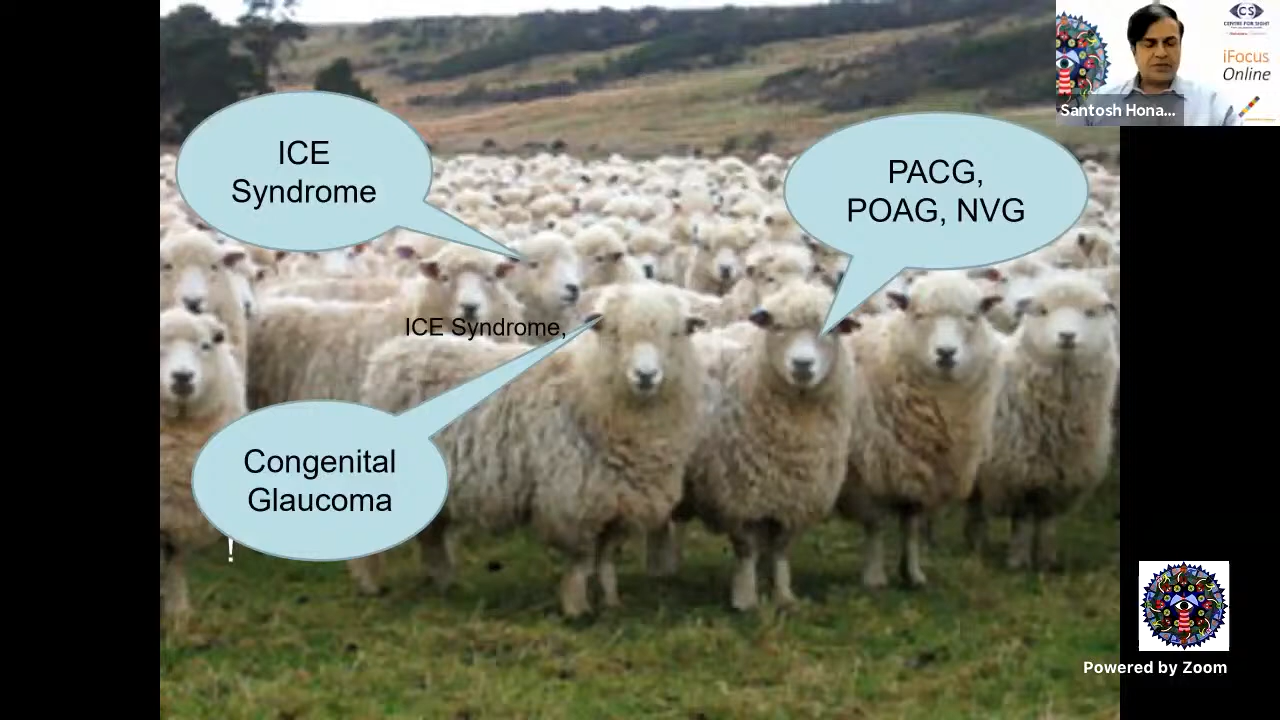 ICE
Syndrome
PACG,
POAG, NVG
ICE Syndrome,
Congenital
Glaucoma
!
CS
CENTRE FOR SIGHT
iFocus
Online
Santosh Hona...
Powered by Zoom